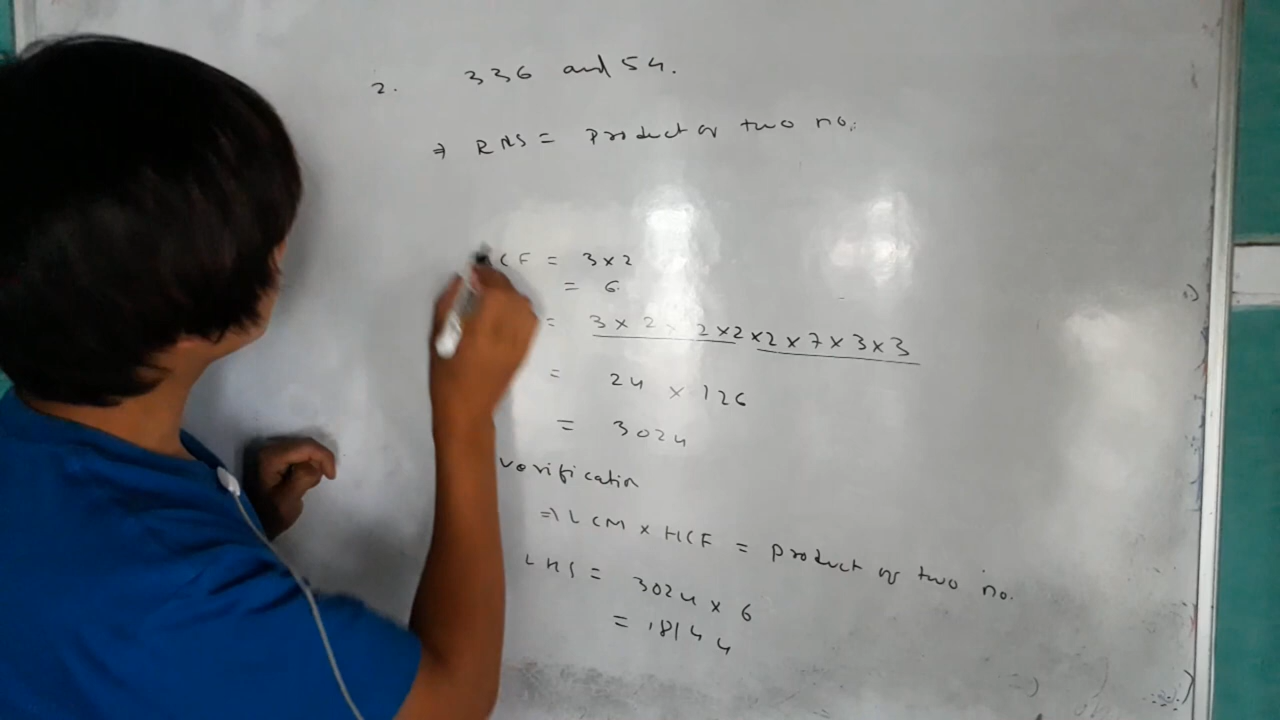 2. 336 and 54.
⇒ RHS = Product of two no.
HCF = 3×2
= 6
= 3 × 2 × 2 × 2 × 2 × 7 × 3 × 3
= 24 × 126
= 3024
verification
⇒ LCM × HCF = Product of two no.
LHS = 3024 × 6
= 18144